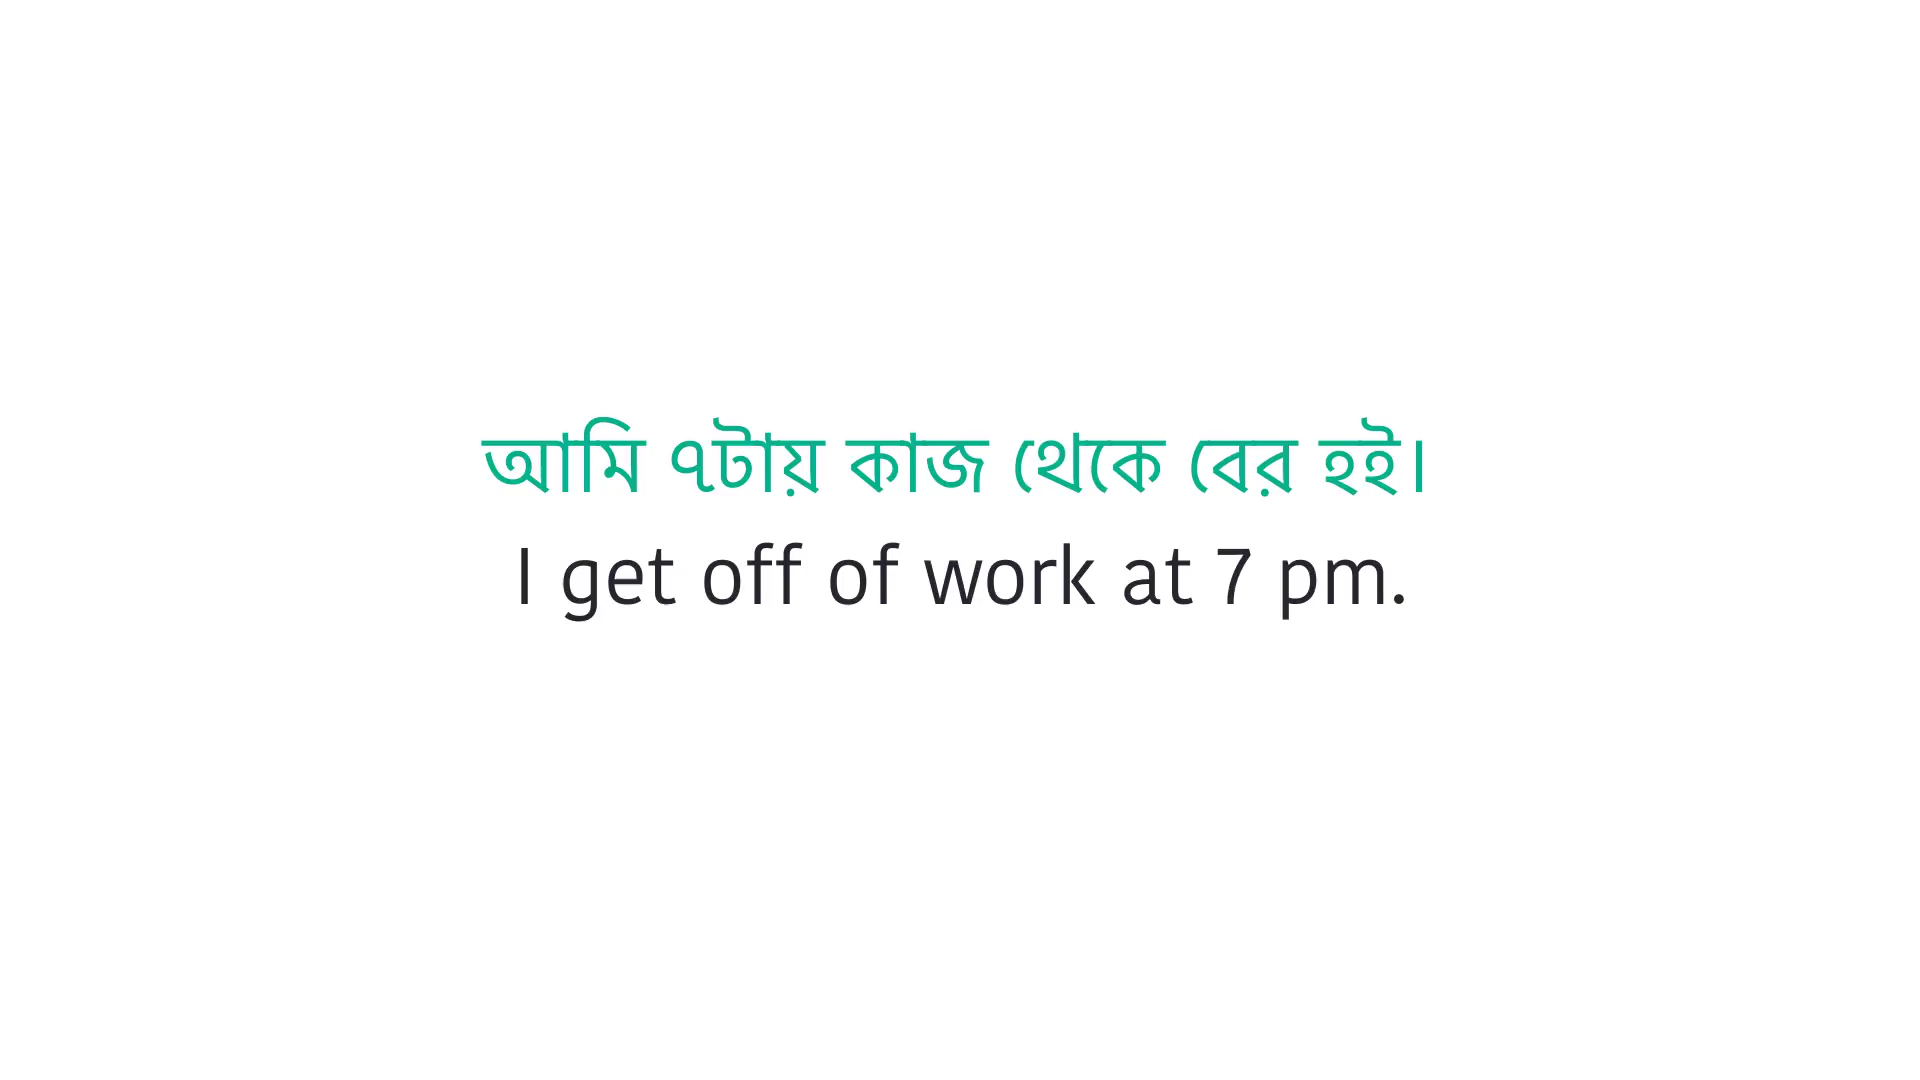 আমি ৭টায় কাজ থেকে বের হই।
I get off of work at 7 pm.